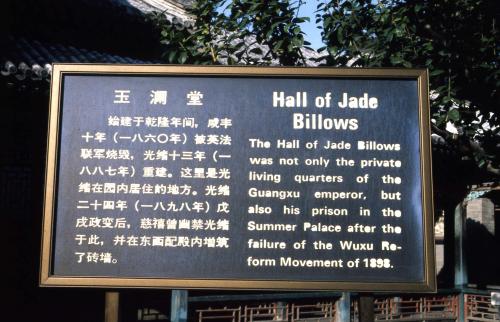 玉澜堂
始建于乾隆年间，咸丰
十年（一八六〇年）被英法
联军烧毁，光绪十三年（一
八八七年）重建。这里是光
绪在园内居住的地方。光绪
二十四年（一八九八年）戊
戌政变后，慈禧曾幽禁光绪
于此，并在东西配殿内增筑
了砖墙。
Hall of Jade
Billows
The Hall of Jade Billows
was not only the private
living quarters of the
Guangxu emperor, but
also his prison in the
Summer Palace after the
failure of the Wuxu Re-
form Movement of 1898.